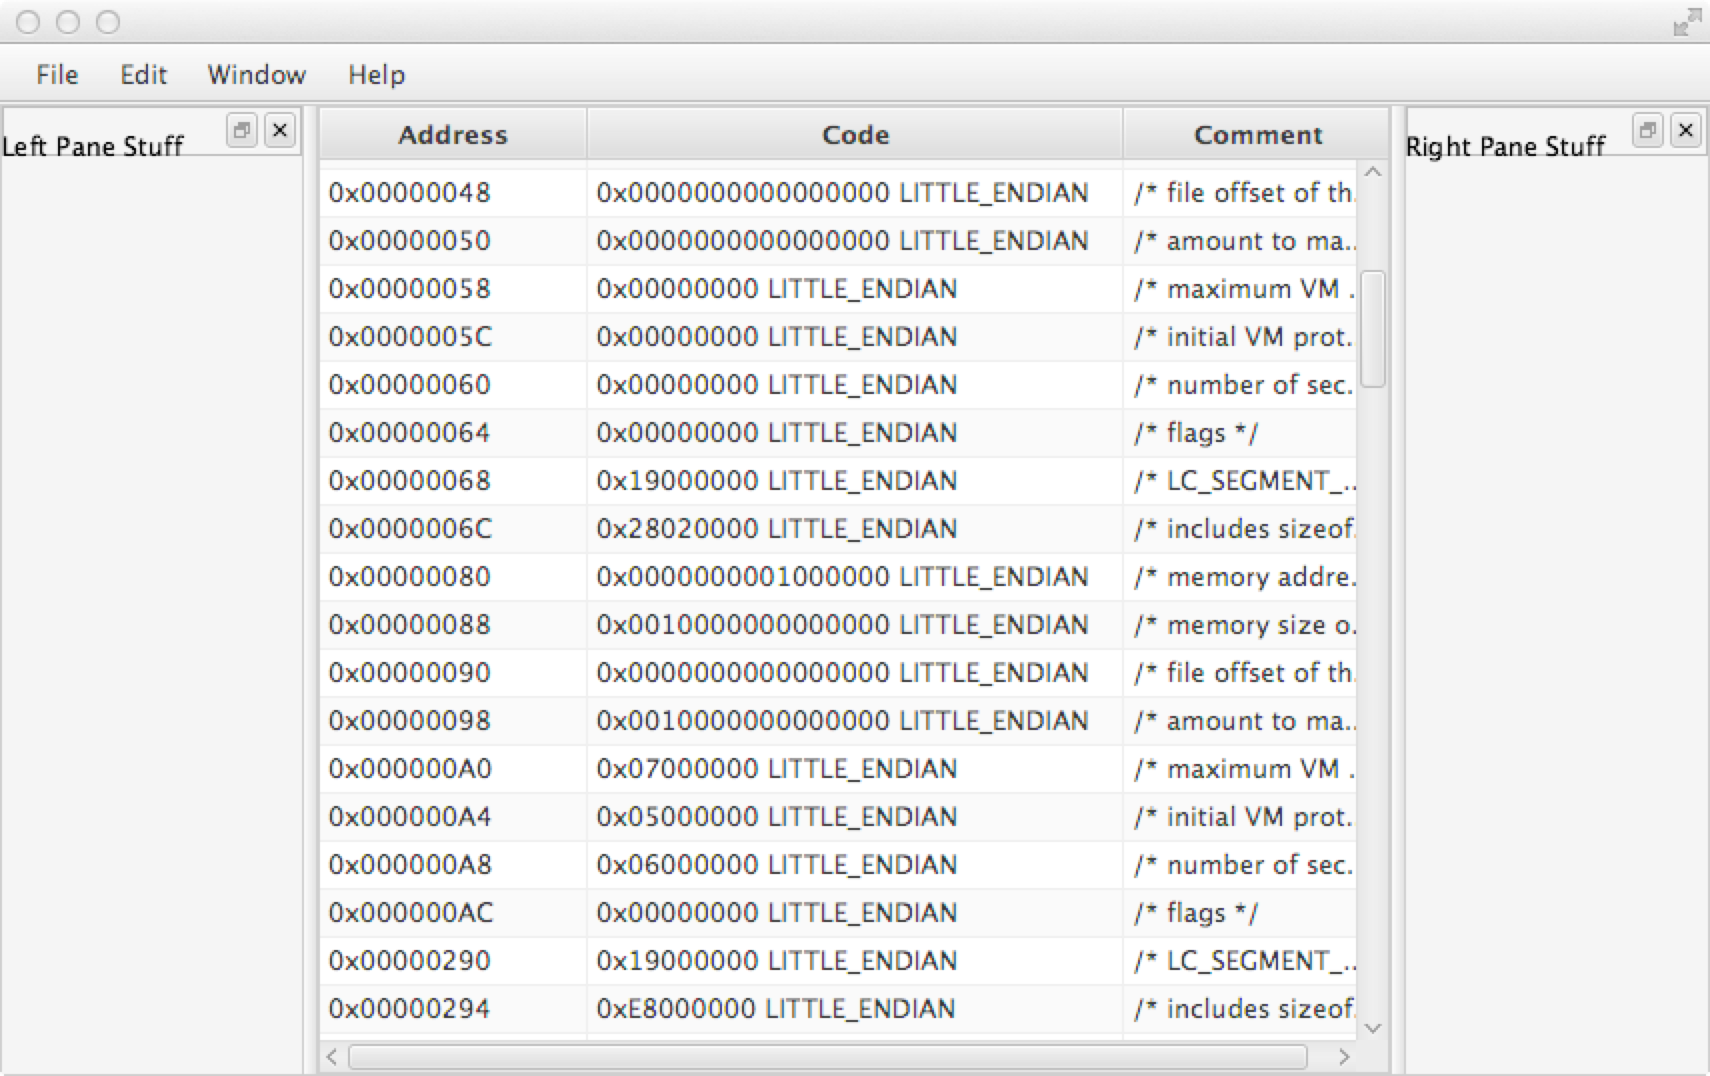 File Edit Window Help
Left Pane Stuff
Address Code Comment
0x00000048 0x0000000000000000 LITTLE_ENDIAN /* file offset of th.
0x00000050 0x0000000000000000 LITTLE_ENDIAN /* amount to ma..
0x00000058 0x00000000 LITTLE_ENDIAN /* maximum VM .
0x0000005C 0x00000000 LITTLE_ENDIAN /* initial VM prot.
0x00000060 0x00000000 LITTLE_ENDIAN /* number of sec.
0x00000064 0x00000000 LITTLE_ENDIAN /* flags */
0x00000068 0x19000000 LITTLE_ENDIAN /* LC_SEGMENT_..
0x0000006C 0x28020000 LITTLE_ENDIAN /* includes sizeof.
0x00000080 0x0000000001000000 LITTLE_ENDIAN /* memory addre.
0x00000088 0x0010000000000000 LITTLE_ENDIAN /* memory size o.
0x00000090 0x0000000000000000 LITTLE_ENDIAN /* file offset of th.
0x00000098 0x0010000000000000 LITTLE_ENDIAN /* amount to ma..
0x000000A0 0x07000000 LITTLE_ENDIAN /* maximum VM .
0x000000A4 0x05000000 LITTLE_ENDIAN /* initial VM prot.
0x000000A8 0x06000000 LITTLE_ENDIAN /* number of sec.
0x000000AC 0x00000000 LITTLE_ENDIAN /* flags */
0x00000290 0x19000000 LITTLE_ENDIAN /* LC_SEGMENT_..
0x00000294 0xE8000000 LITTLE_ENDIAN /* includes sizeof.
Right Pane Stuff